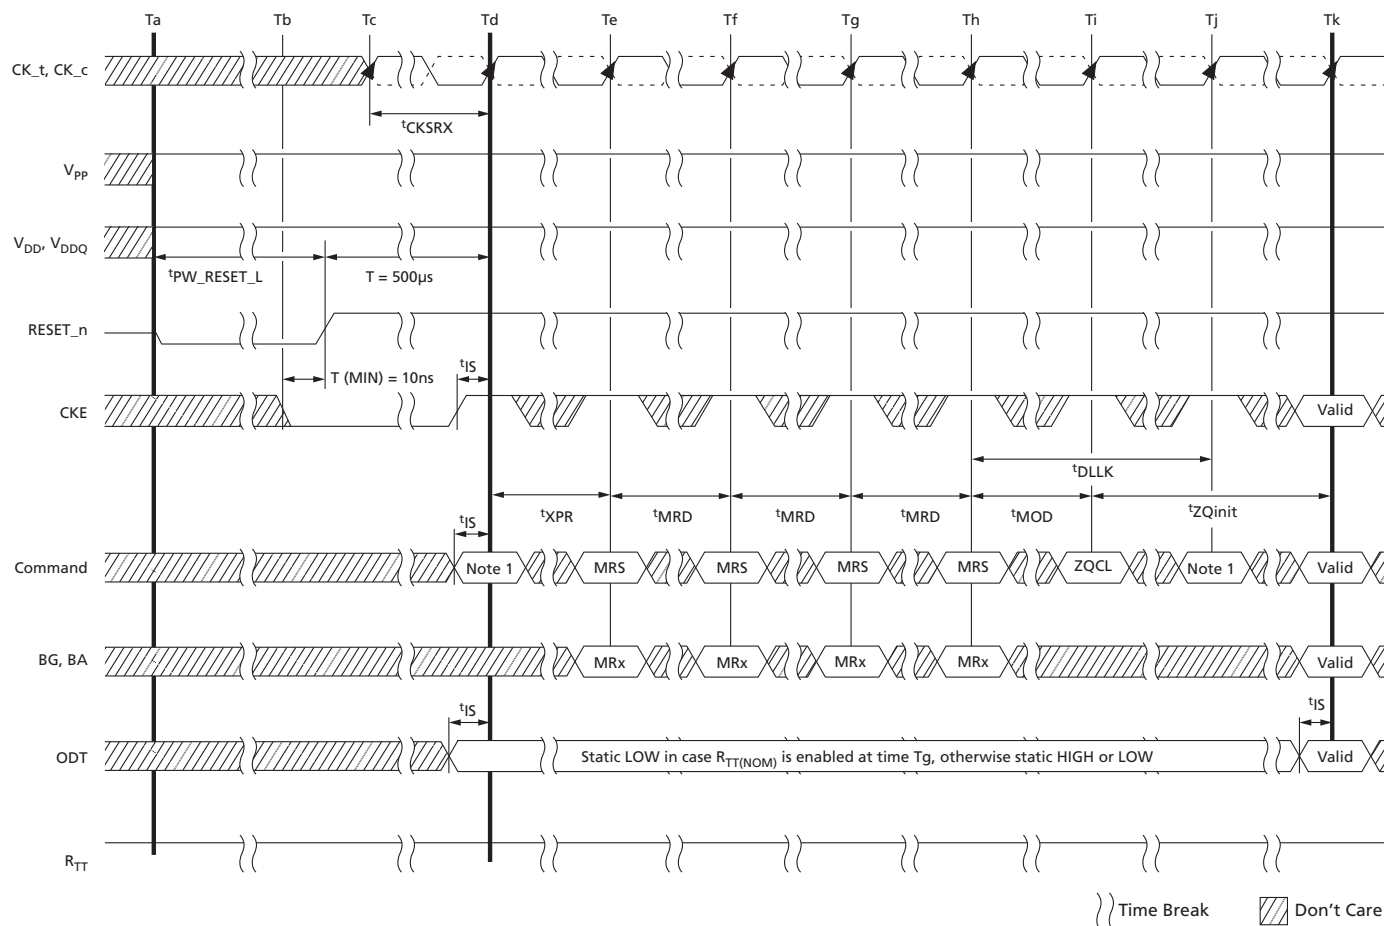 Ta Tb Tc Td Te Tf Tg Th Ti Tj Tk
CK_t, CK_c
tCKSRX
VPP
VDD, VDDQ
tPW_RESET_L T = 500µs
RESET_n
T (MIN) = 10ns tIS
CKE Valid
tDLLK
tXPR tMRD tMRD tMRD tMOD tZQinit
tIS
Command Note 1 MRS MRS MRS MRS ZQCL Note 1 Valid
BG, BA MRx MRx MRx MRx Valid
tIS tIS
ODT Static LOW in case RTT(NOM) is enabled at time Tg, otherwise static HIGH or LOW Valid
RTT
Time Break Don't Care